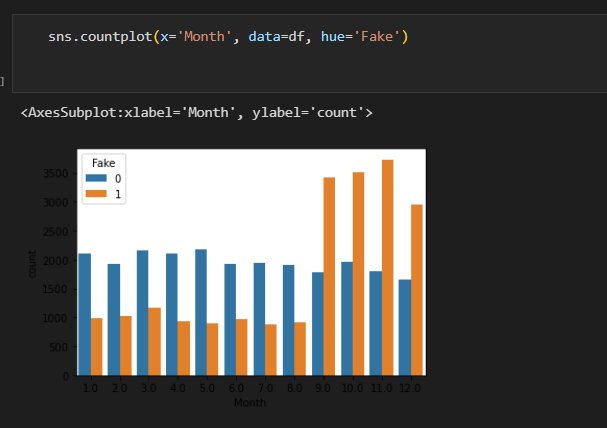 sns.countplot(x='Month', data=df, hue='Fake')
]
<AxesSubplot:xlabel='Month', ylabel='count'>
Fake
0
1
3500
3000
2500
2000
1500
1000
500
0
count
1.0 2.0 3.0 4.0 5.0 6.0 7.0 8.0 9.0 10.0 11.0 12.0
Month